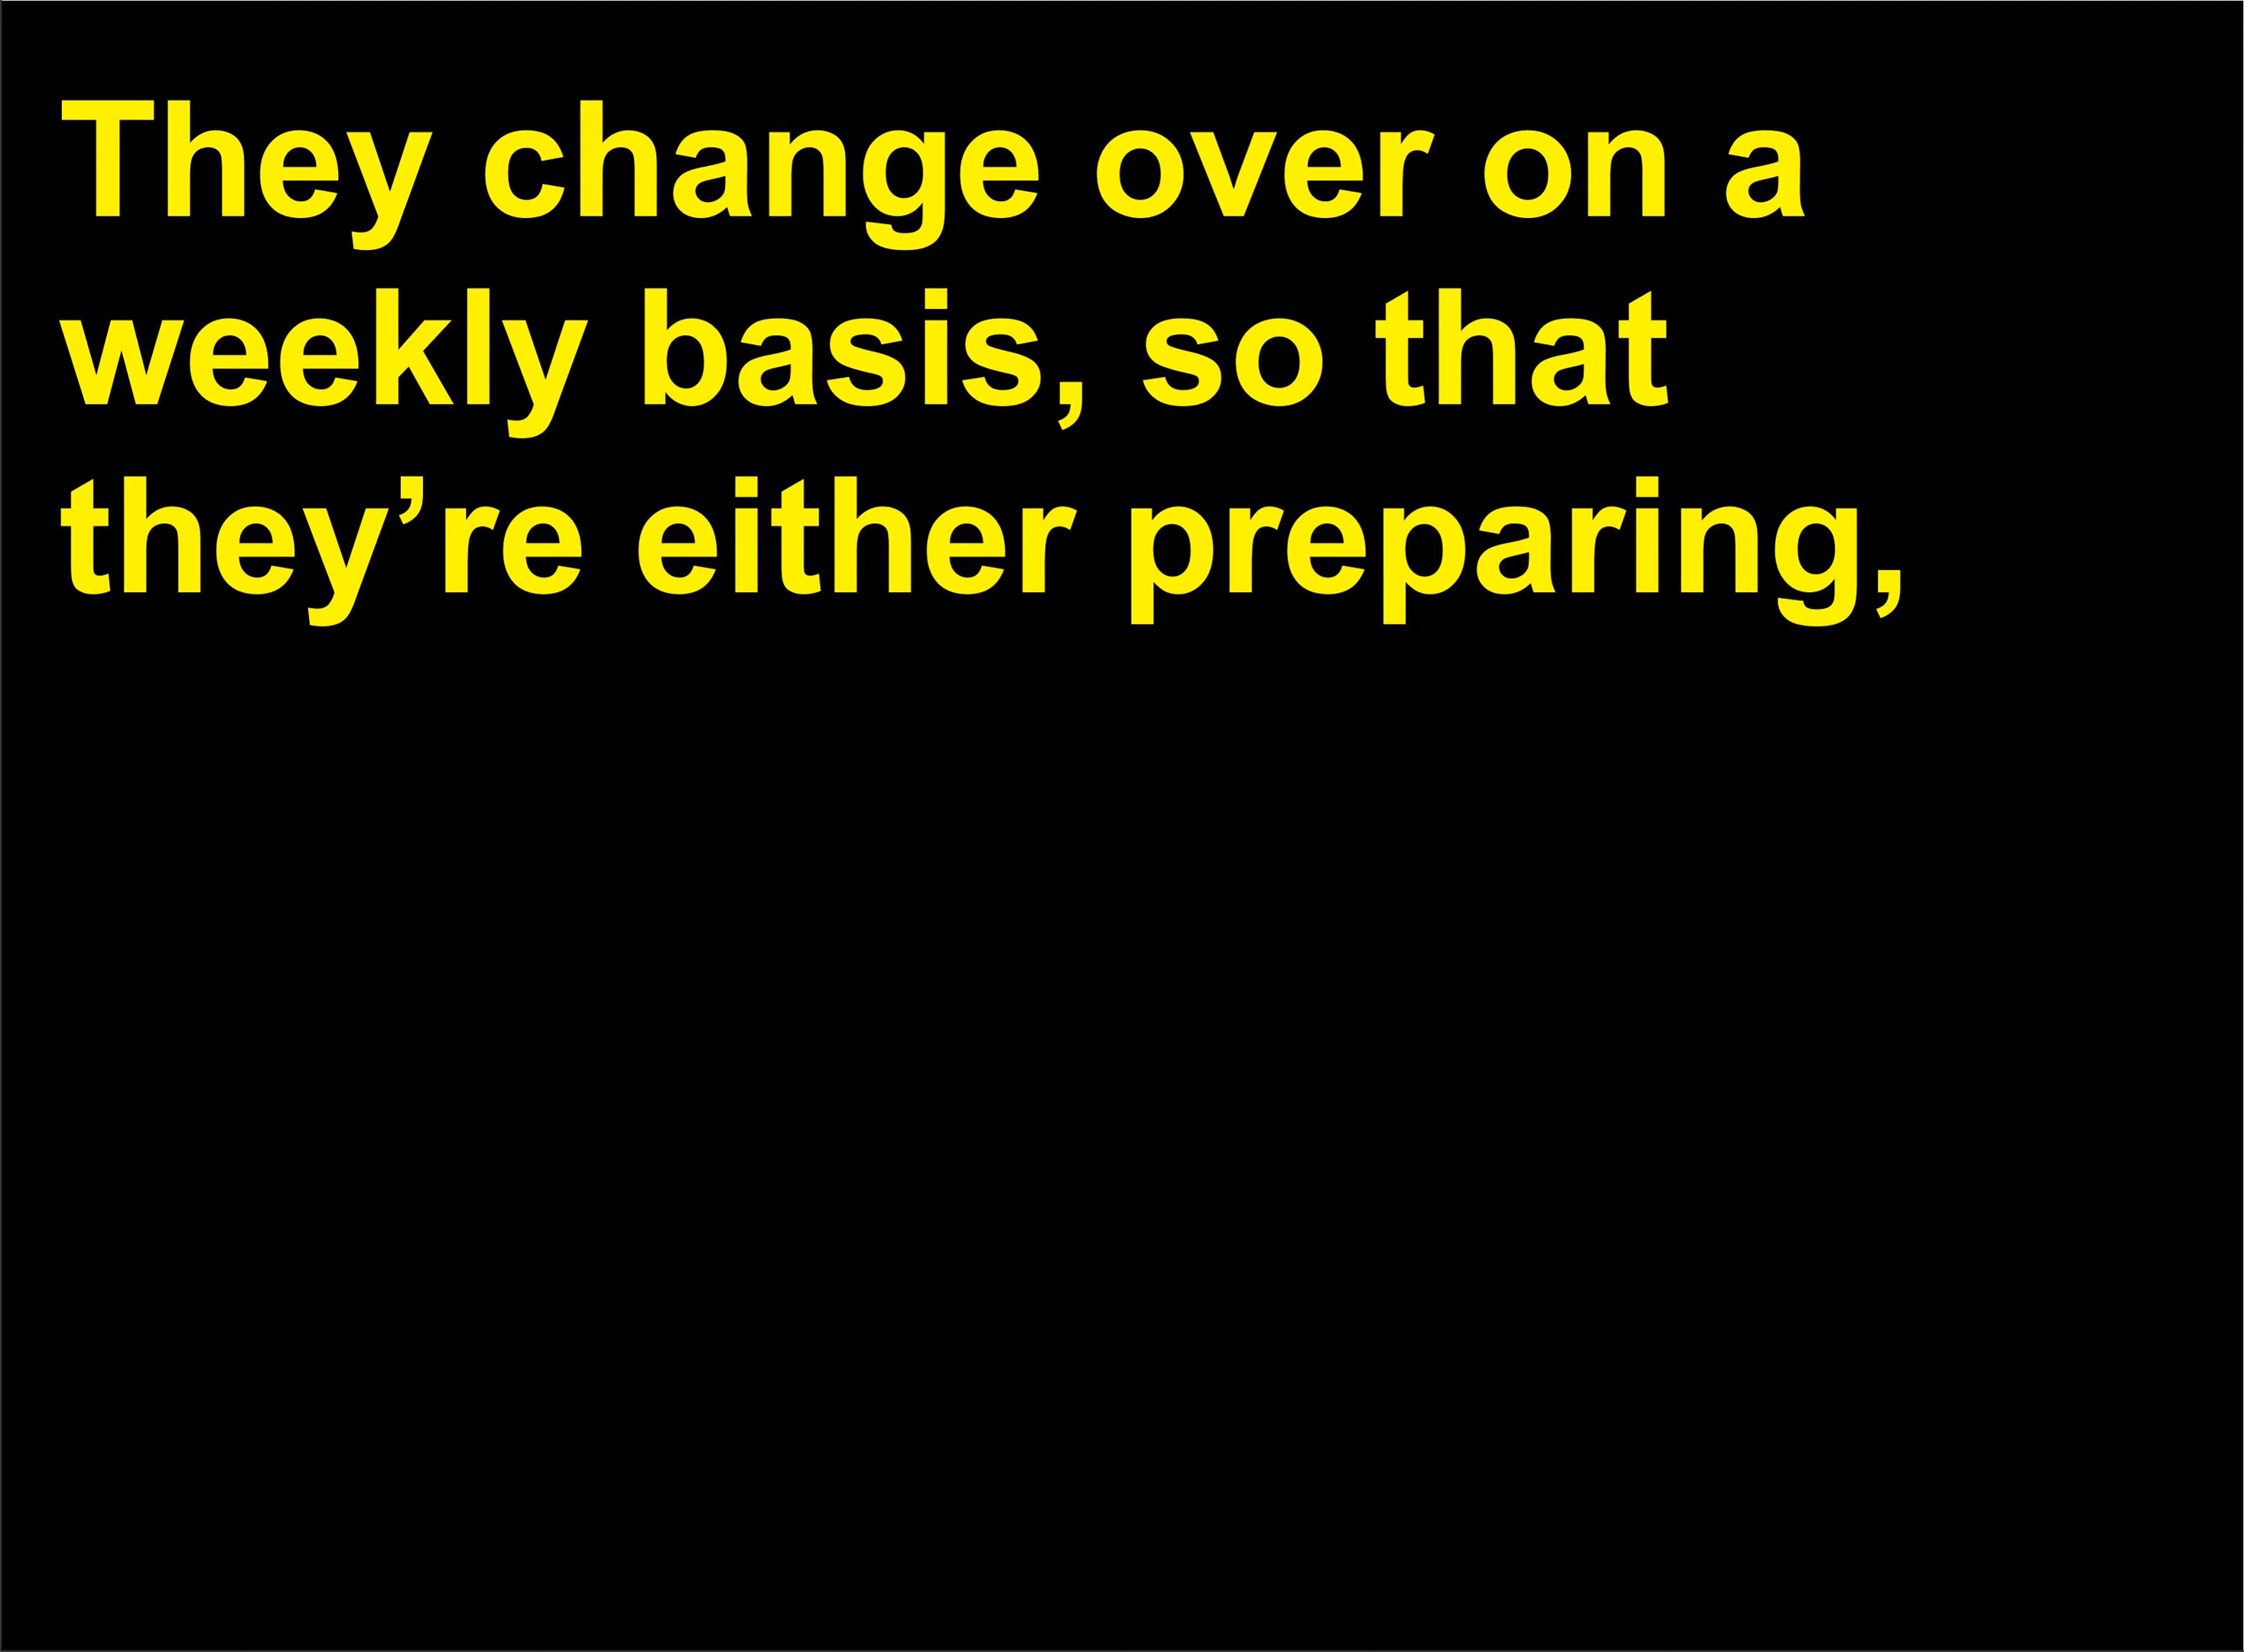 They change over on a
weekly basis, so that
they’re either preparing,